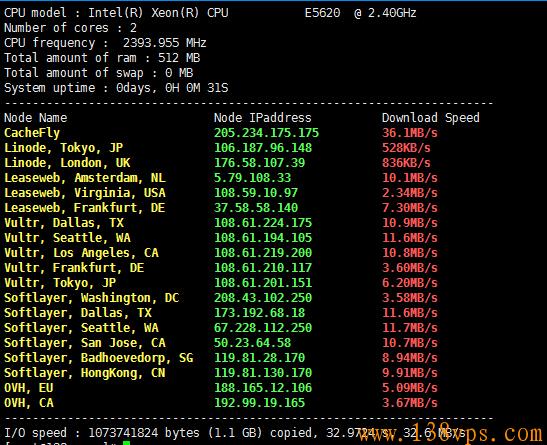 CPU model : Intel(R) Xeon(R) CPU E5620 @ 2.40GHz
Number of cores : 2
CPU frequency : 2393.955 MHz
Total amount of ram : 512 MB
Total amount of swap : 0 MB
System uptime : 0days, 0H 0M 31S
----------------------------------------------------------------------
Node Name Node IPaddress Download Speed
CacheFly 205.234.175.175 36.1MB/s
Linode, Tokyo, JP 106.187.96.148 528KB/s
Linode, London, UK 176.58.107.39 836KB/s
Leaseweb, Amsterdam, NL 5.79.108.33 10.1MB/s
Leaseweb, Virginia, USA 108.59.10.97 2.34MB/s
Leaseweb, Frankfurt, DE 37.58.58.140 7.30MB/s
Vultr, Dallas, TX 108.61.224.175 10.9MB/s
Vultr, Seattle, WA 108.61.194.105 11.6MB/s
Vultr, Los Angeles, CA 108.61.219.200 10.8MB/s
Vultr, Frankfurt, DE 108.61.210.117 3.60MB/s
Vultr, Tokyo, JP 108.61.201.151 6.20MB/s
Softlayer, Washington, DC 208.43.102.250 3.58MB/s
Softlayer, Dallas, TX 173.192.68.18 11.6MB/s
Softlayer, Seattle, WA 67.228.112.250 11.7MB/s
Softlayer, San Jose, CA 50.23.64.58 10.7MB/s
Softlayer, Badhoevedorp, SG 119.81.28.170 8.94MB/s
Softlayer, HongKong, CN 119.81.130.170 9.91MB/s
OVH, EU 188.165.12.106 5.09MB/s
OVH, CA 192.99.19.165 3.67MB/s
----------------------------------------------------------------------
I/O speed : 1073741824 bytes (1.1 GB) copied, 32.9724 s, 32.6 MB/s
www.138vps.com